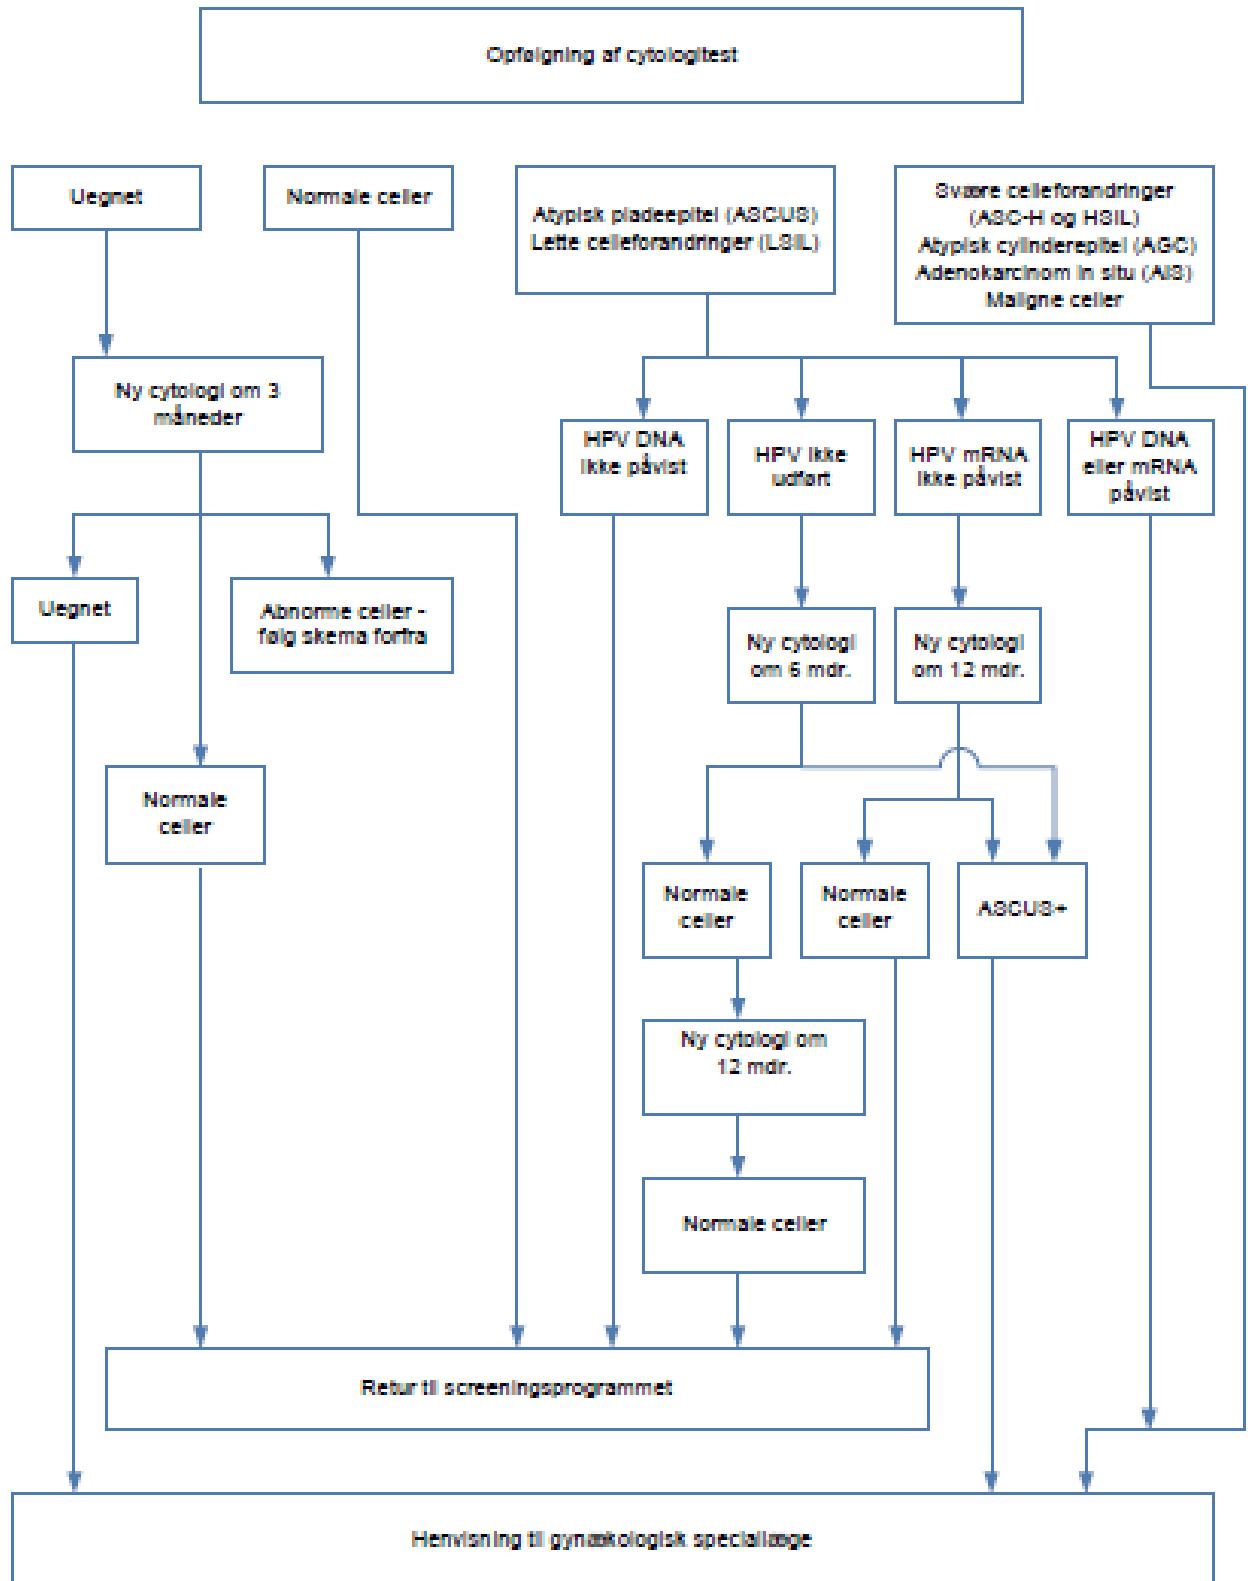 Opfølgning af cytologitest
Uegnet
Normale celler
Atypisk pladeepitel (ASCUS)
Lette celleforandringer (LSIL)
Svære celleforandringer
(ASC-H og HSIL)
Atypisk cylinderepitel (AGC)
Adenokarcinom in situ (AIS)
Maligne celler
Ny cytologi om 3
måneder
HPV DNA
ikke påvist
HPV ikke
udført
HPV mRNA
ikke påvist
HPV DNA
eller mRNA
påvist
Uegnet
Abnorme celler -
følg skema forfra
Ny cytologi
om 6 mdr.
Ny cytologi
om 12 mdr.
Normale
celler
Normale
celler
Normale
celler
ASCUS+
Ny cytologi om
12 mdr.
Normale celler
Retur til screeningsprogrammet
Henvisning til gynækologisk speciallæge